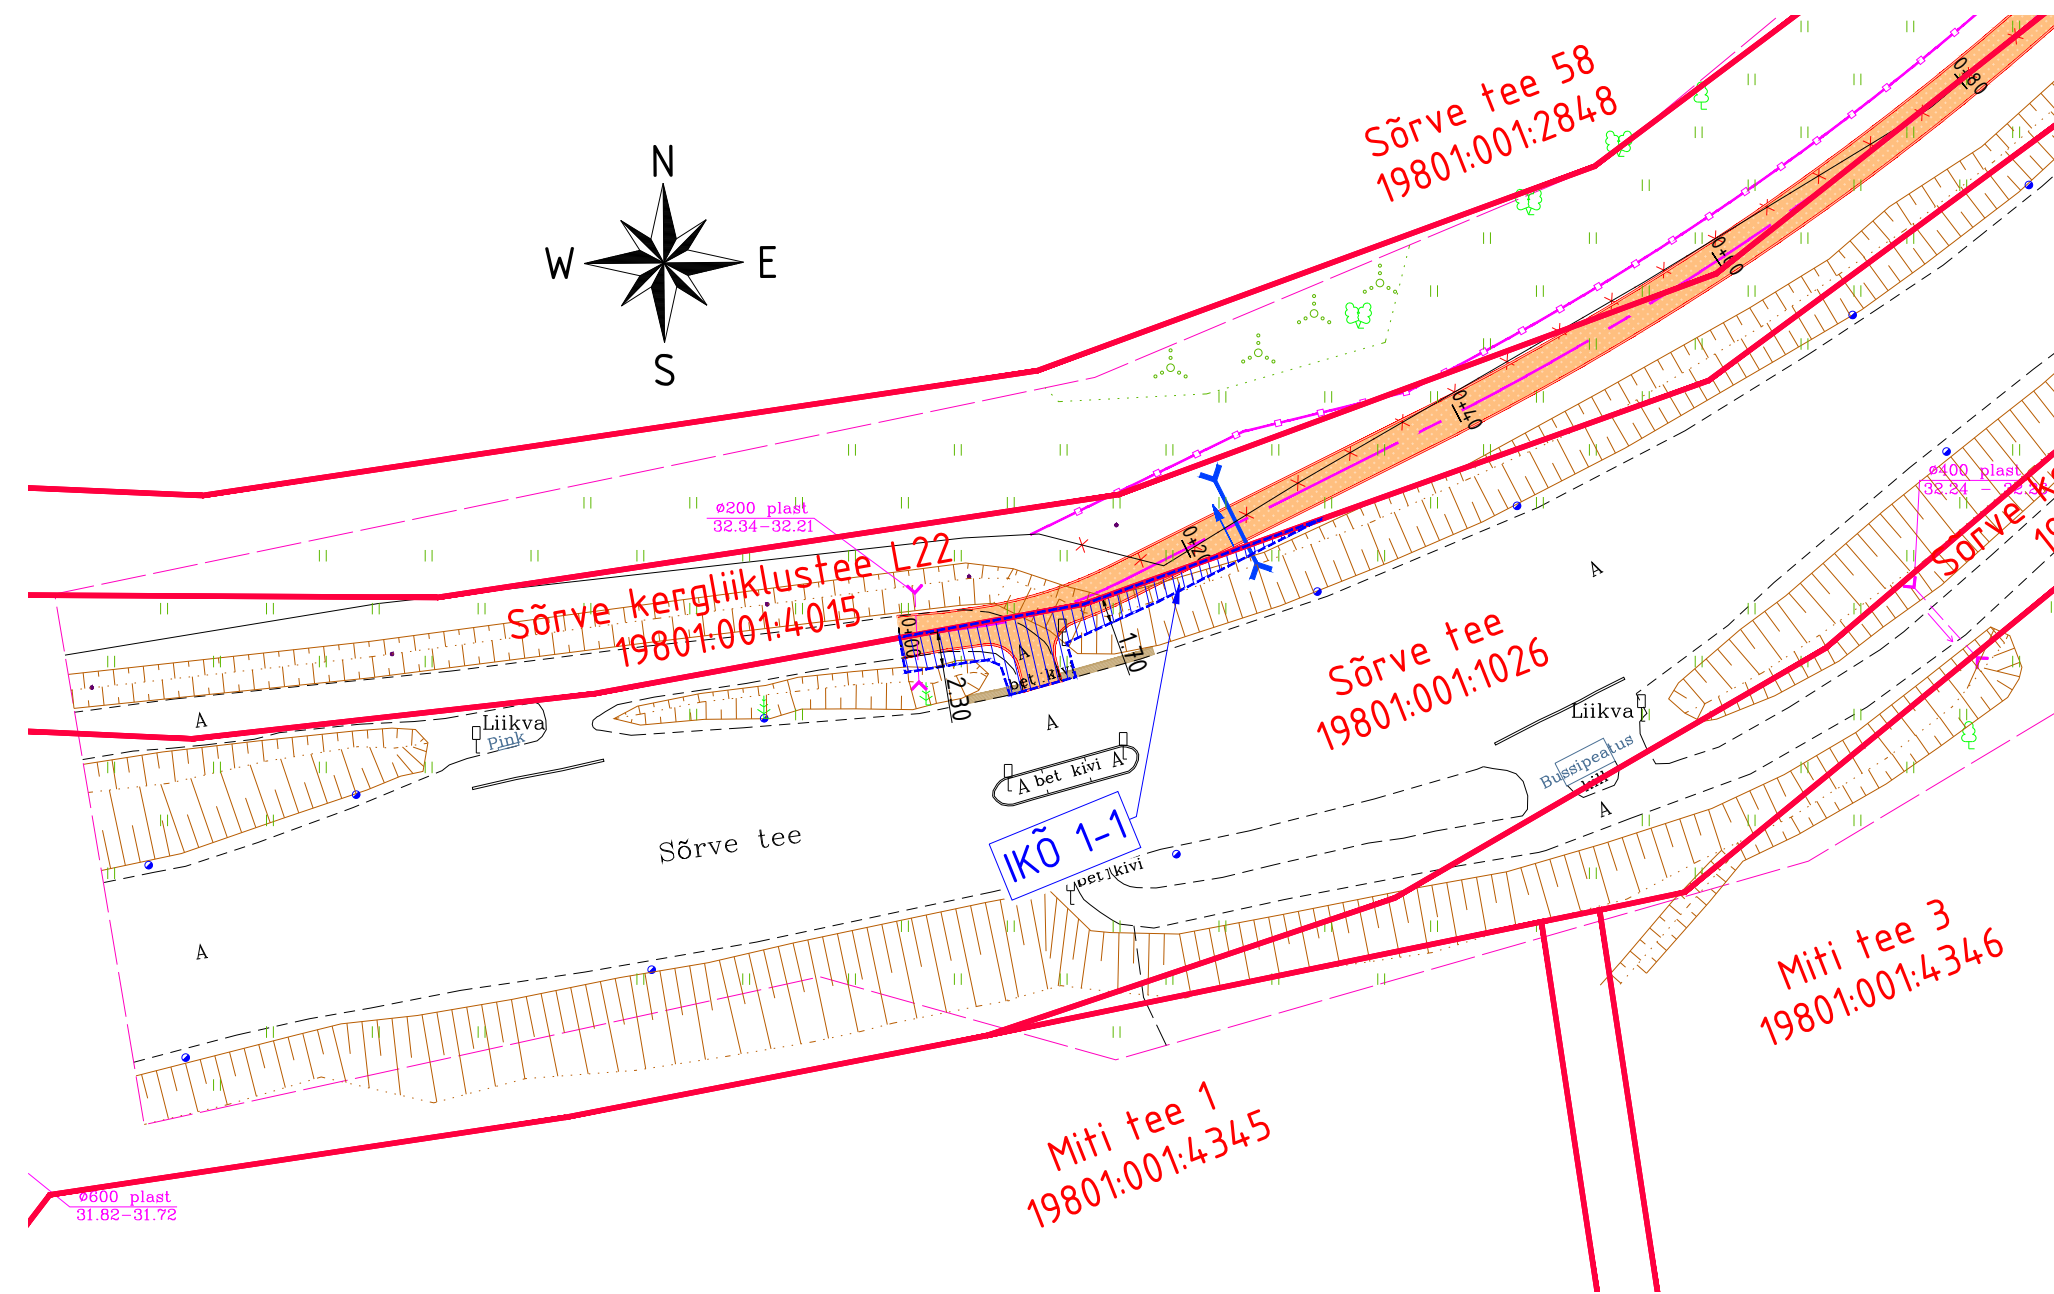 Sõrve tee 58
19801:001:2848
0+80
N
W
E
S
0+60
0+40
ø200 plast
32.34-32.21
ø400 plast
0+20
Sõrve kergliiklustee L22
19801:001:4015
Sõrve
A
0+00
A
1.70
bet kivi
2.30
Sõrve tee
19801:001:1026
A
A
Liikva
Pink
Liikva
Bussipeatus
kill
A
A bet kivi A
IKÕ 1-1
bet kivi
Sõrve tee
A
Miti tee 3
19801:001:4346
Miti tee 1
19801:001:4345
ø600 plast
31.82-31.72